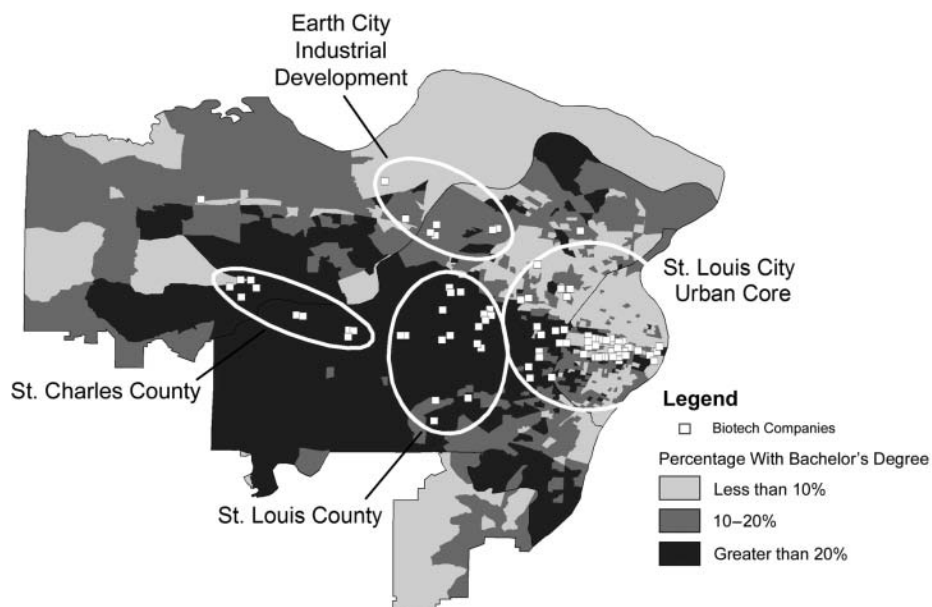 Earth City
Industrial
Development
St. Louis City
Urban Core
St. Charles County
St. Louis County
Legend
Biotech Companies
Percentage With Bachelor's Degree
Less than 10%
10–20%
Greater than 20%